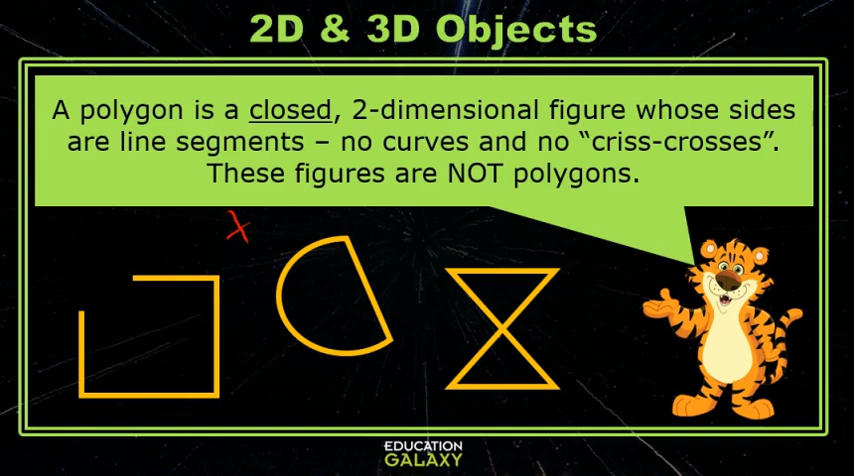 2D & 3D Objects
A polygon is a closed, 2-dimensional figure whose sides
are line segments – no curves and no “criss-crosses”.
These figures are NOT polygons.
EDUCATION
GALAXY